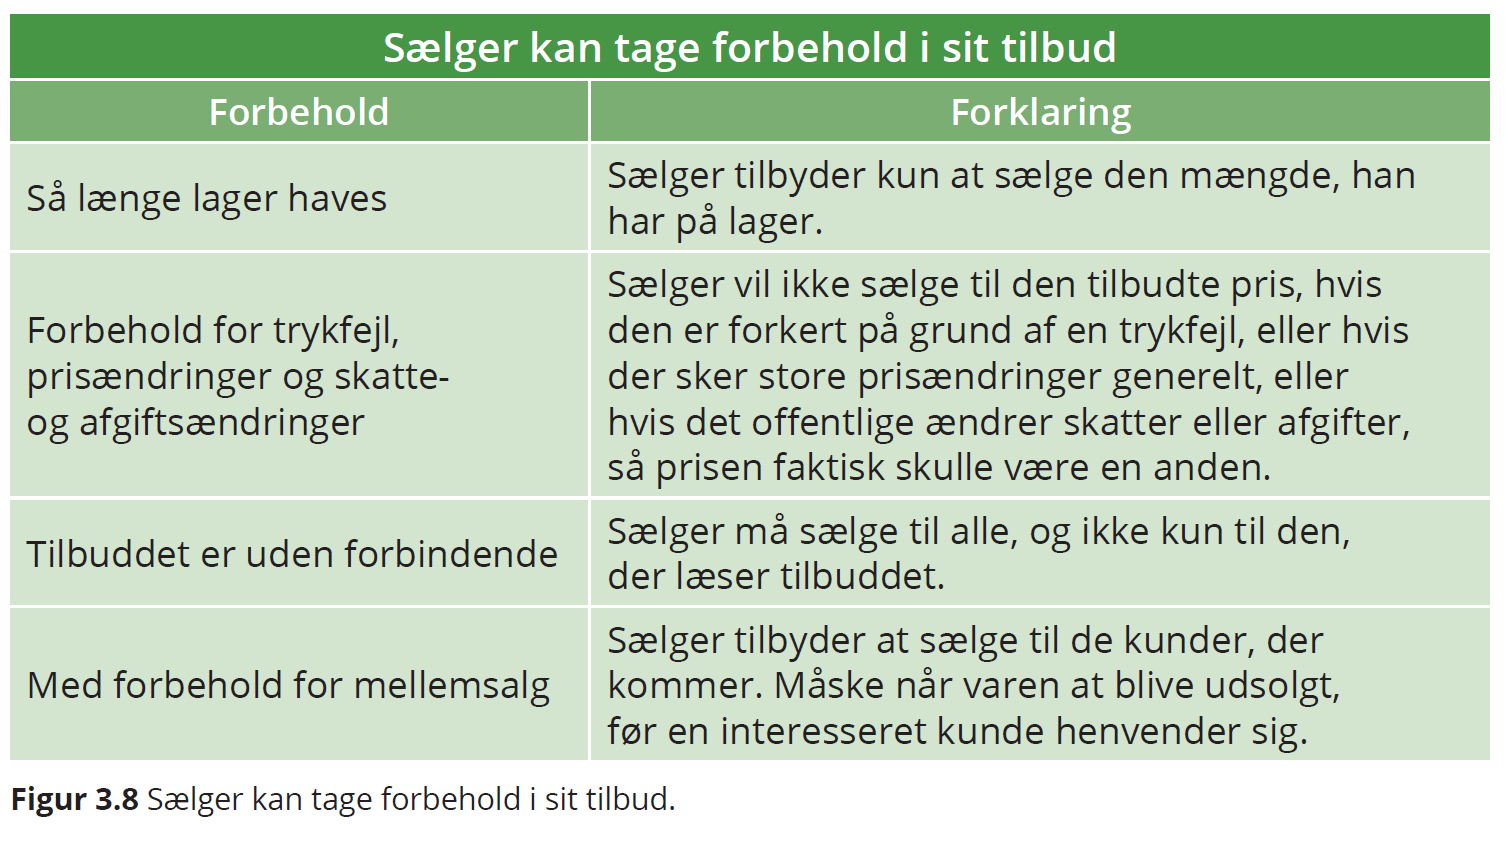 Sælger kan tage forbehold i sit tilbud
Forbehold
Forklaring
Så længe lager haves
Sælger tilbyder kun at sælge den mængde, han
har på lager.
Forbehold for trykfejl,
prisændringer og skatte-
og afgiftsændringer
Sælger vil ikke sælge til den tilbudte pris, hvis
den er forkert på grund af en trykfejl, eller hvis
der sker store prisændringer generelt, eller
hvis det offentlige ændrer skatter eller afgifter,
så prisen faktisk skulle være en anden.
Tilbuddet er uden forbindende
Sælger må sælge til alle, og ikke kun til den,
der læser tilbuddet.
Med forbehold for mellemsalg
Sælger tilbyder at sælge til de kunder, der
kommer. Måske når varen at blive udsolgt,
før en interesseret kunde henvender sig.
Figur 3.8 Sælger kan tage forbehold i sit tilbud.